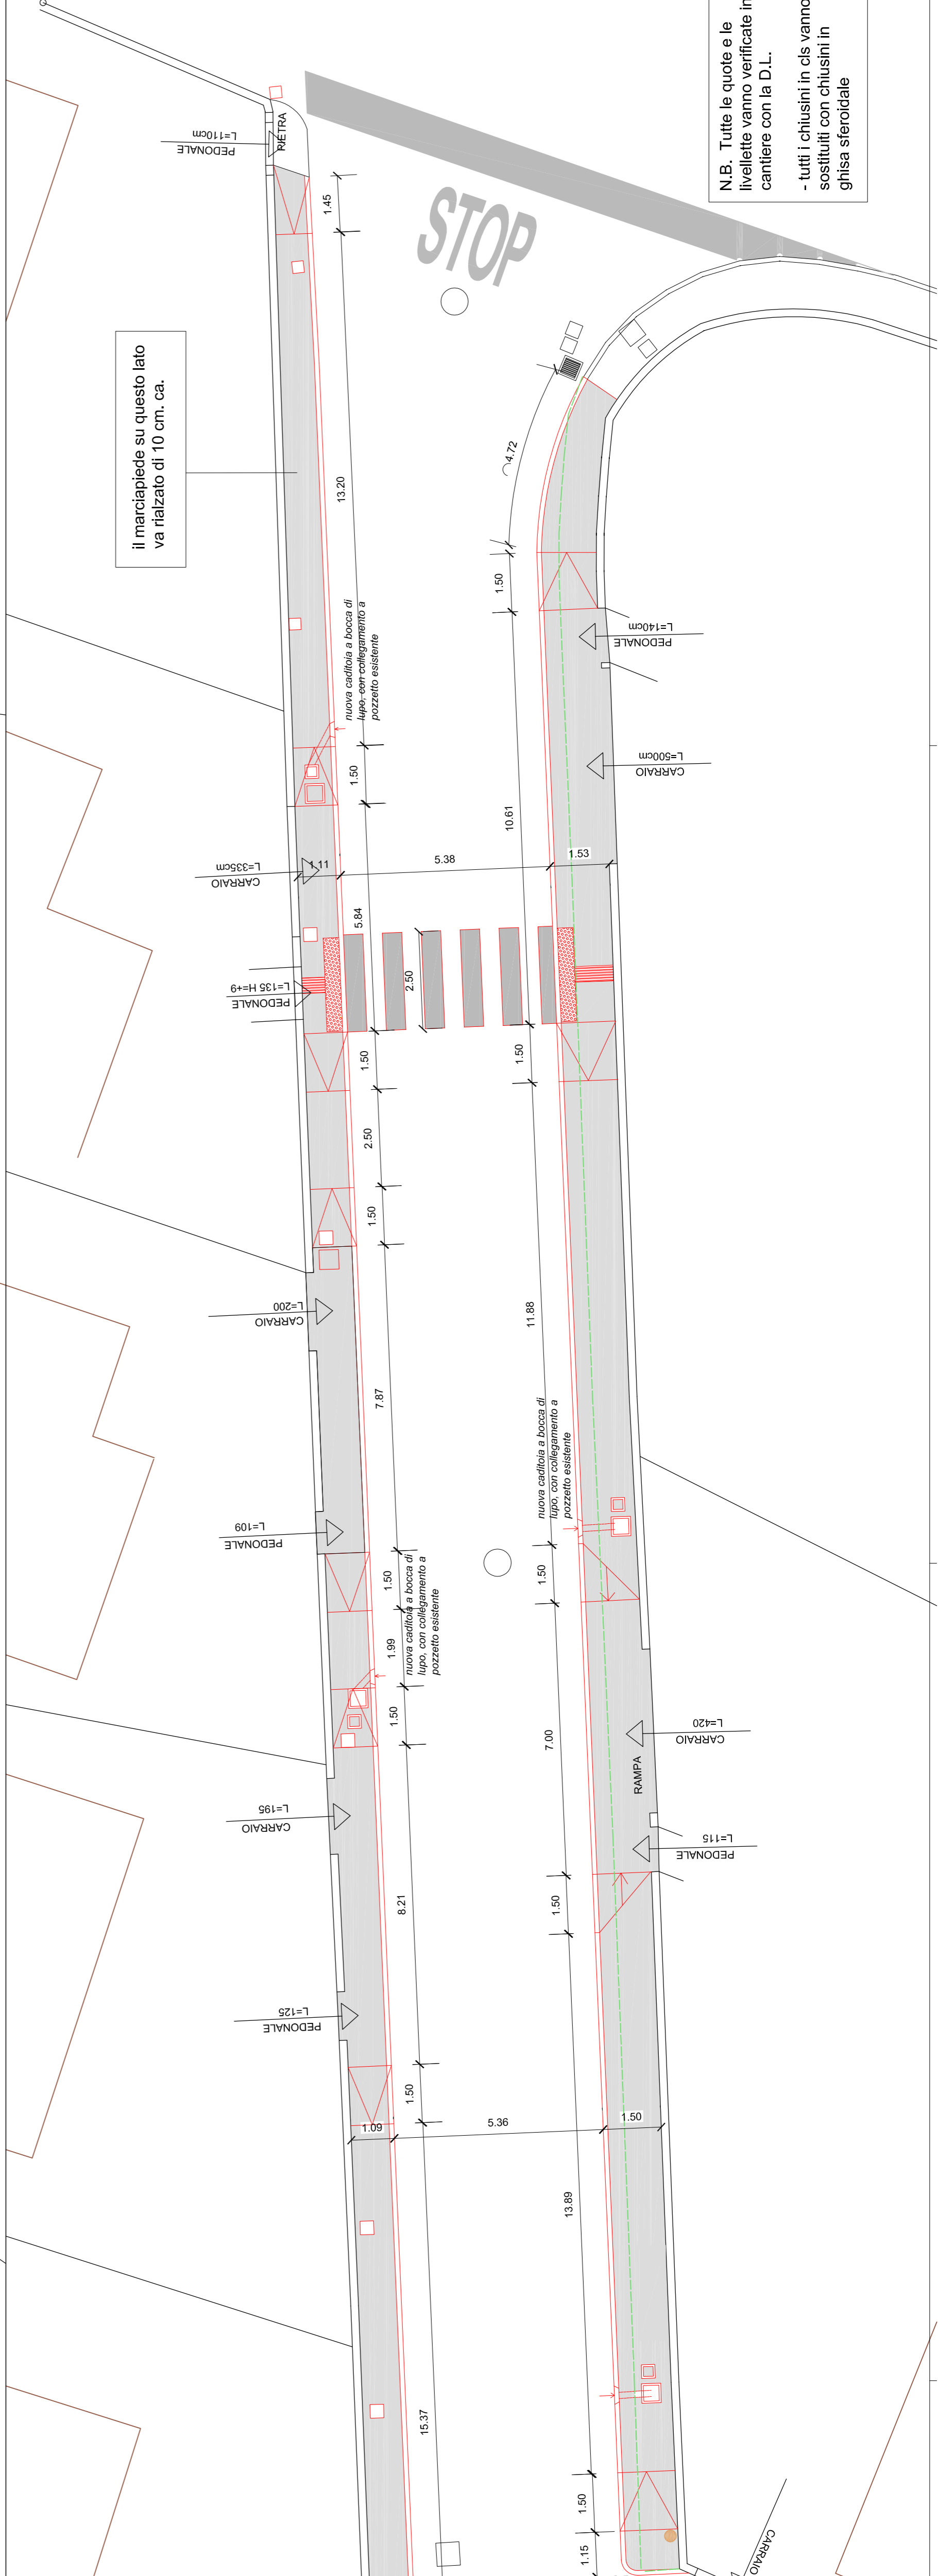 N.B. Tutte le quote e le
livellette vanno verificate in
cantiere con la D.L.
- tutti i chiusini in cls vanno
sostituiti con chiusini in
ghisa sferoidale
PEDONALE
L=110cm
PIETRA
1.45
STOP
il marciapiede su questo lato
va rialzato di 10 cm. ca.
13.20
4.72
1.50
nuova caditoia a bocca di
lupo, con collegamento a
pozzetto esistente
PEDONALE
L=140cm
1.50
CARRAIO
L=500cm
10.61
CARRAIO
L=335cm
1.11
5.38
1.53
5.84
2.50
PEDONALE
L=135 H=+9
1.50
1.50
2.50
1.50
CARRAIO
L=200
11.88
7.87
nuova caditoia a bocca di
lupo, con collegamento a
pozzetto esistente
PEDONALE
L=109
1.50
1.50
nuova caditoia a bocca di
lupo, con collegamento a
pozzetto esistente
1.99
1.50
7.00
CARRAIO
L=420
RAMPA
CARRAIO
L=195
PEDONALE
L=115
8.21
1.50
PEDONALE
L=125
1.50
1.09
5.36
1.50
13.89
15.37
1.50
1.15
CARRAIO